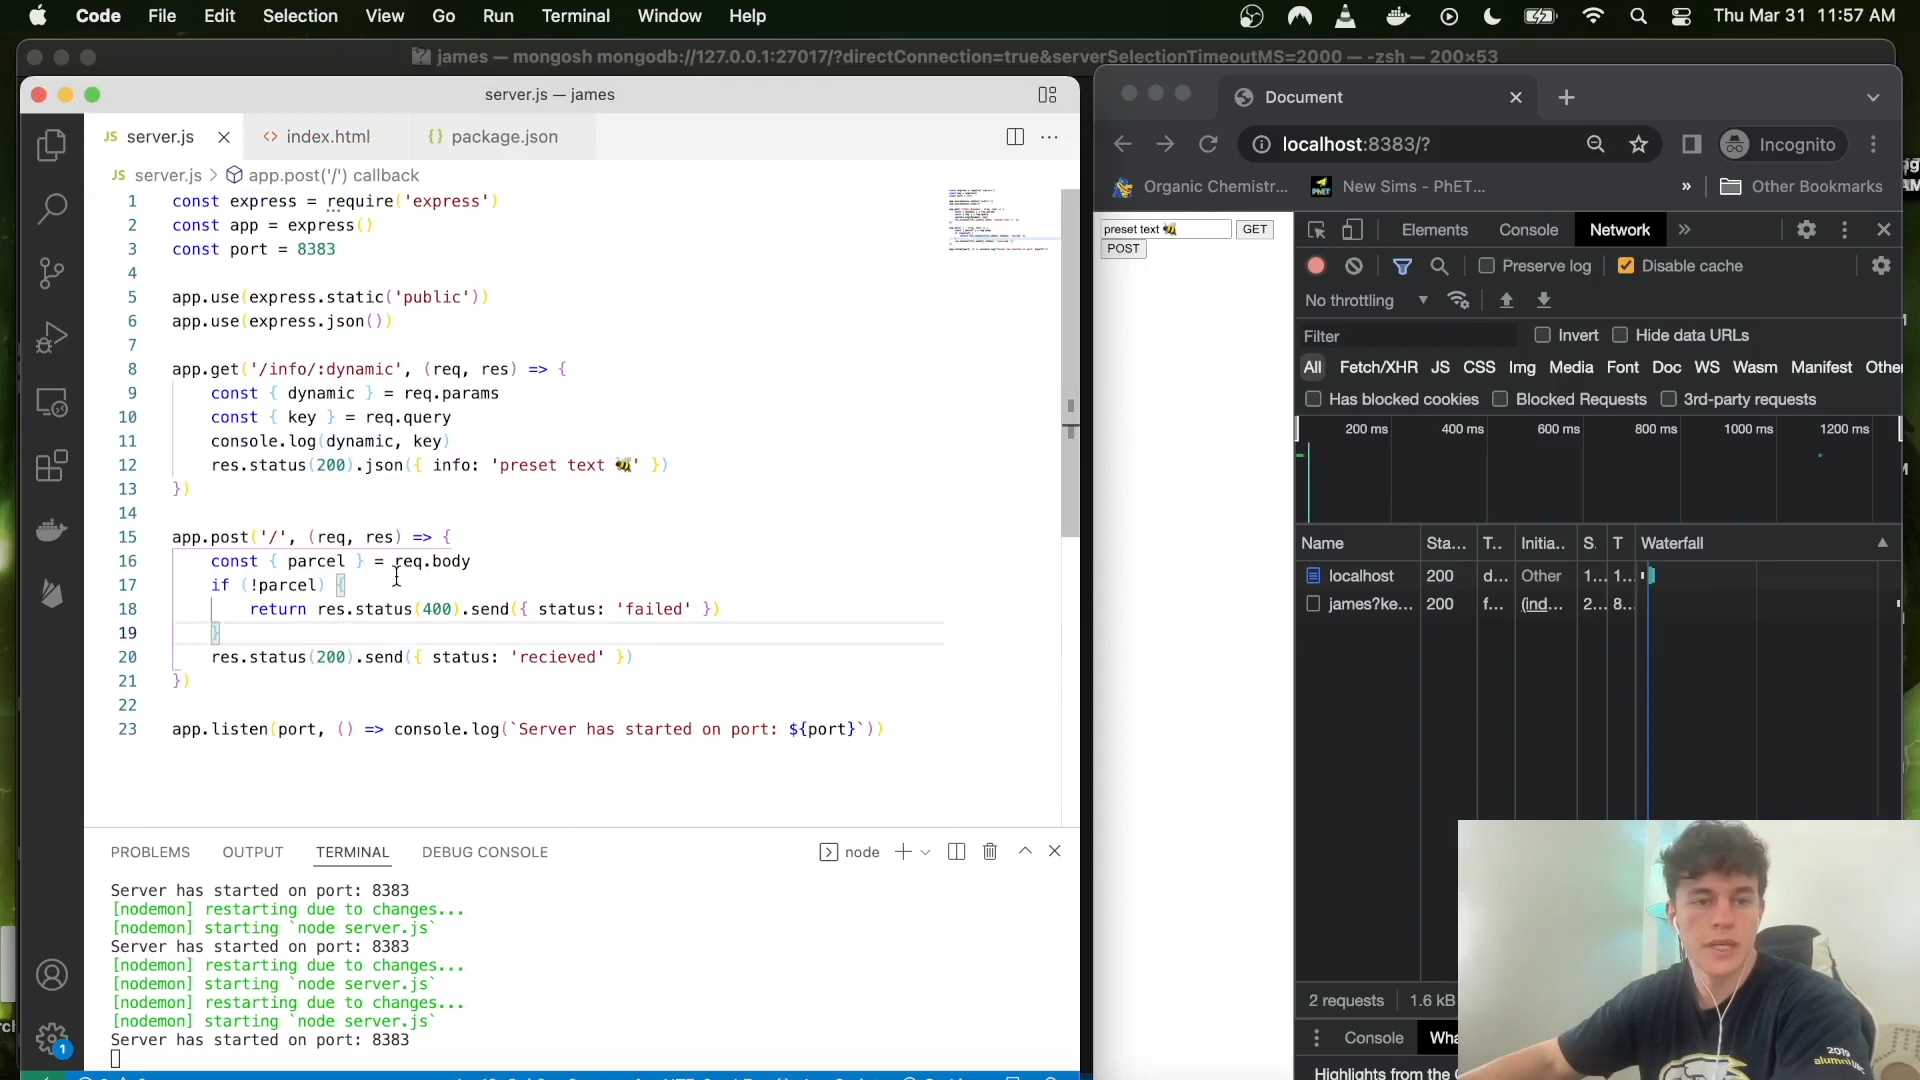 Code File Edit Selection View Go Run Terminal Window Help Thu Mar 31 11:57 AM
james — mongosh mongodb://127.0.0.1:27017/?directConnection=true&serverSelectionTimeoutMS=2000 — -zsh — 200×53
server.js — james
JS server.js index.html package.json
JS server.js > app.post('/') callback
1 const express = require('express')
2 const app = express()
3 const port = 8383
4
5 app.use(express.static('public'))
6 app.use(express.json())
7
8 app.get('/info/:dynamic', (req, res) => {
9 const { dynamic } = req.params
10 const { key } = req.query
11 console.log(dynamic, key)
12 res.status(200).json({ info: 'preset text 🐝' })
13 })
14
15 app.post('/', (req, res) => {
16 const { parcel } = req.body
17 if (!parcel) {
18 return res.status(400).send({ status: 'failed' })
19 }
20 res.status(200).send({ status: 'recieved' })
21 })
22
23 app.listen(port, () => console.log(`Server has started on port: ${port}`))
PROBLEMS OUTPUT TERMINAL DEBUG CONSOLE node
Server has started on port: 8383
[nodemon] restarting due to changes...
[nodemon] starting `node server.js`
Server has started on port: 8383
[nodemon] restarting due to changes...
[nodemon] starting `node server.js`
[nodemon] restarting due to changes...
[nodemon] starting `node server.js`
Server has started on port: 8383
1
Document
localhost:8383/? Incognito
Organic Chemistr... New Sims - PhET... » Other Bookmarks
preset text 🐝 GET
POST
Elements Console Network »
Preserve log Disable cache
No throttling
Filter Invert Hide data URLs
All Fetch/XHR JS CSS Img Media Font Doc WS Wasm Manifest Other
Has blocked cookies Blocked Requests 3rd-party requests
200 ms 400 ms 600 ms 800 ms 1000 ms 1200 ms
Name Sta... T.. Initia.. S. T Waterfall
localhost 200 d... Other 1... 1...
james?ke... 200 f... (ind... 2... 8..
2 requests 1.6 kB
Console Wha
Highlights from the
2019
alumni